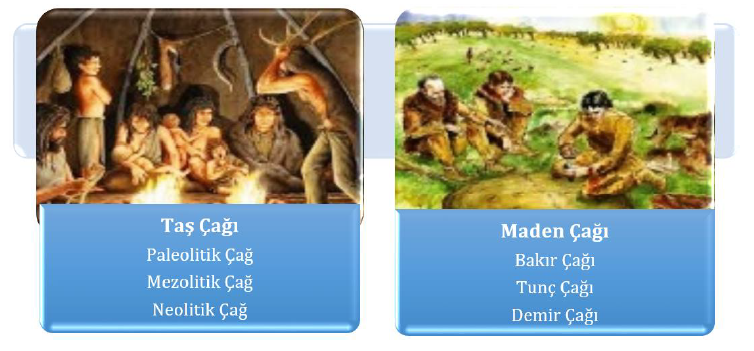 Taş Çağı
Paleolitik Çağ
Mezolitik Çağ
Neolitik Çağ
Maden Çağı
Bakır Çağı
Tunç Çağı
Demir Çağı